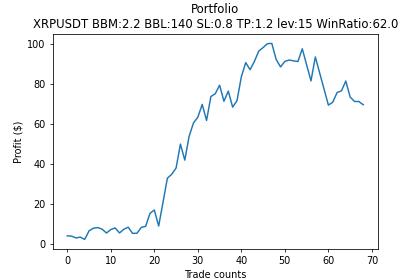 Portfolio
XRPUSDT BBM:2.2 BBL:140 SL:0.8 TP:1.2 lev:15 WinRatio:62.0
100
80
60
40
20
0
Profit ($)
0 10 20 30 40 50 60 70
Trade counts